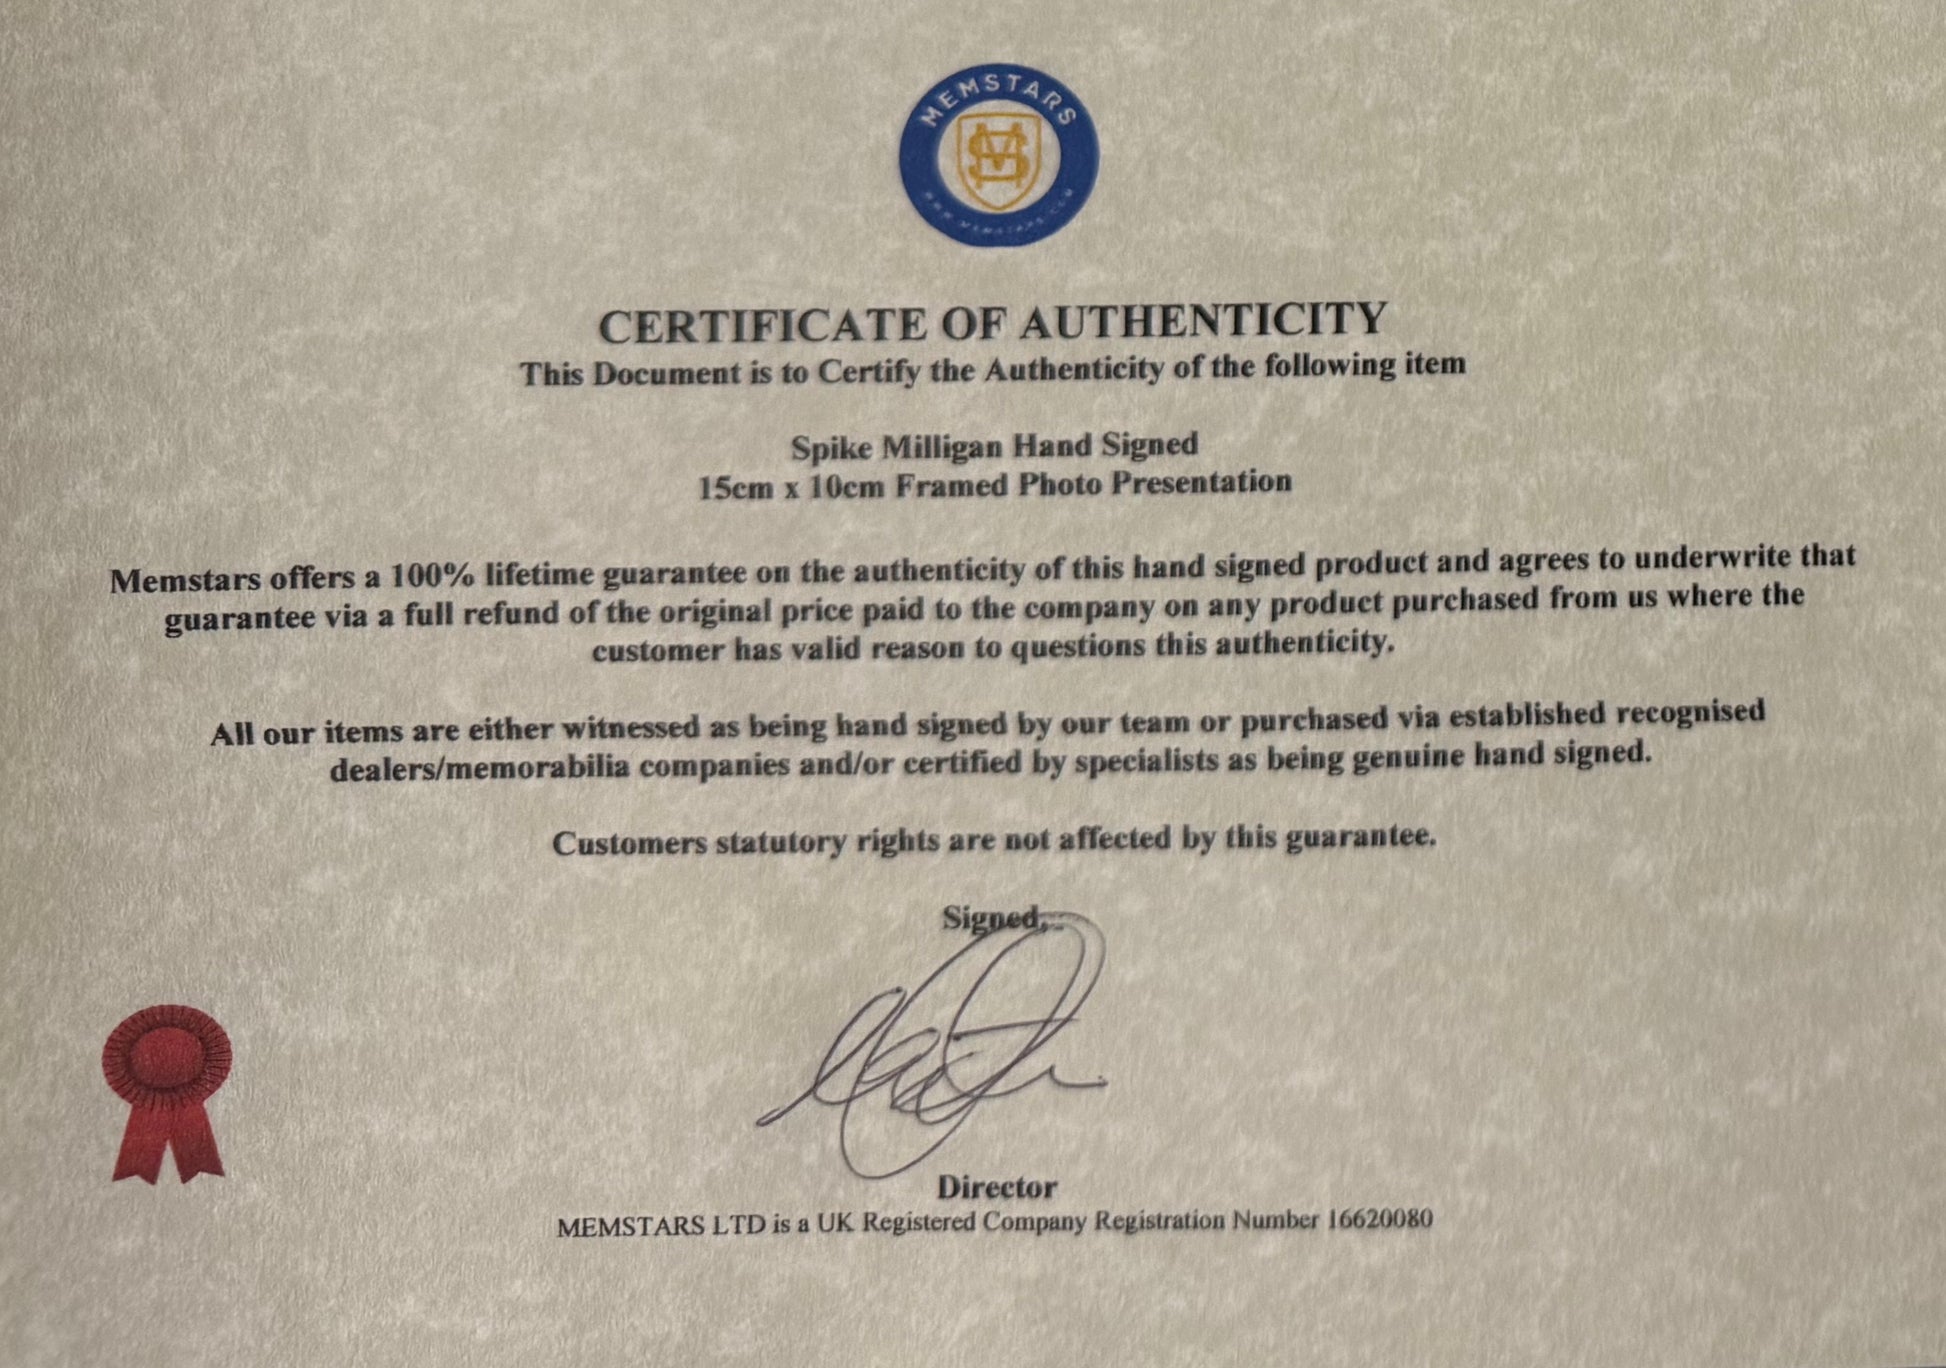 MEMSTARS
MS
WWW.MEMSTARS.COM
CERTIFICATE OF AUTHENTICITY
This Document is to Certify the Authenticity of the following item
Spike Milligan Hand Signed
15cm x 10cm Framed Photo Presentation
Memstars offers a 100% lifetime guarantee on the authenticity of this hand signed product and agrees to underwrite that
guarantee via a full refund of the original price paid to the company on any product purchased from us where the
customer has valid reason to questions this authenticity.
All our items are either witnessed as being hand signed by our team or purchased via established recognised
dealers/memorabilia companies and/or certified by specialists as being genuine hand signed.
Customers statutory rights are not affected by this guarantee.
Signed,
Director
MEMSTARS LTD is a UK Registered Company Registration Number 16620080